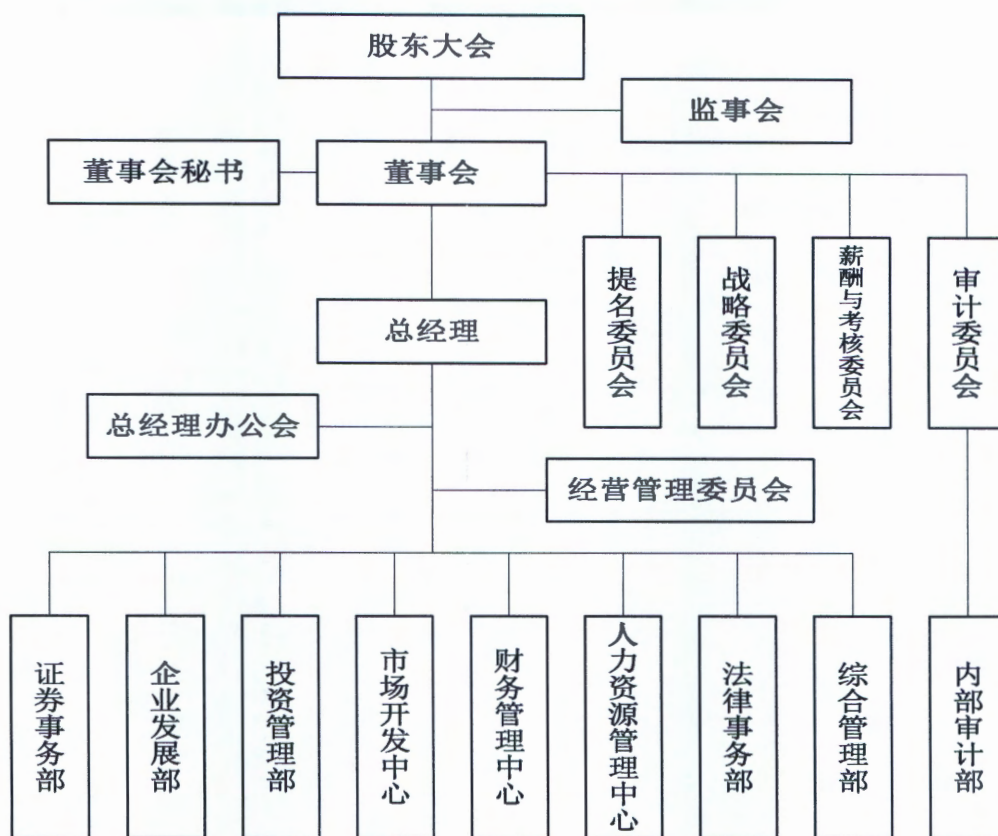 股东大会
监事会
董事会秘书
董事会
提名委员会
战略委员会
薪酬与考核委员会
审计委员会
总经理
总经理办公会
经营管理委员会
证券事务部
企业发展部
投资管理部
市场开发中心
财务管理中心
人力资源管理中心
法律事务部
综合管理部
内部审计部